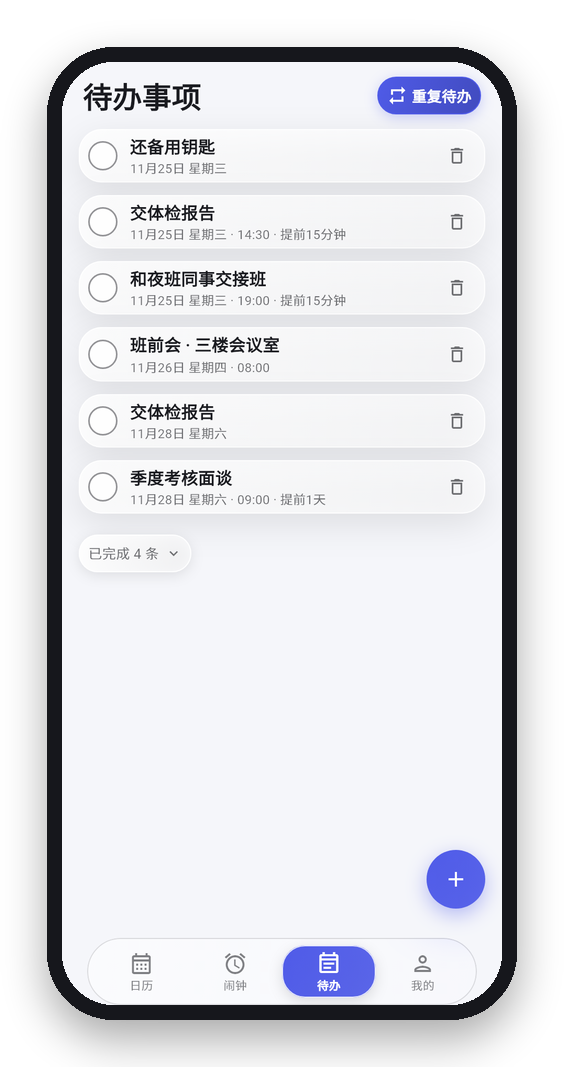 待办事项
重复待办
还备用钥匙
11月25日 星期三
交体检报告
11月25日 星期三 · 14:30 · 提前15分钟
和夜班同事交接班
11月25日 星期三 · 19:00 · 提前15分钟
班前会 · 三楼会议室
11月26日 星期四 · 08:00
交体检报告
11月28日 星期六
季度考核面谈
11月28日 星期六 · 09:00 · 提前1天
已完成 4 条
日历
闹钟
待办
我的